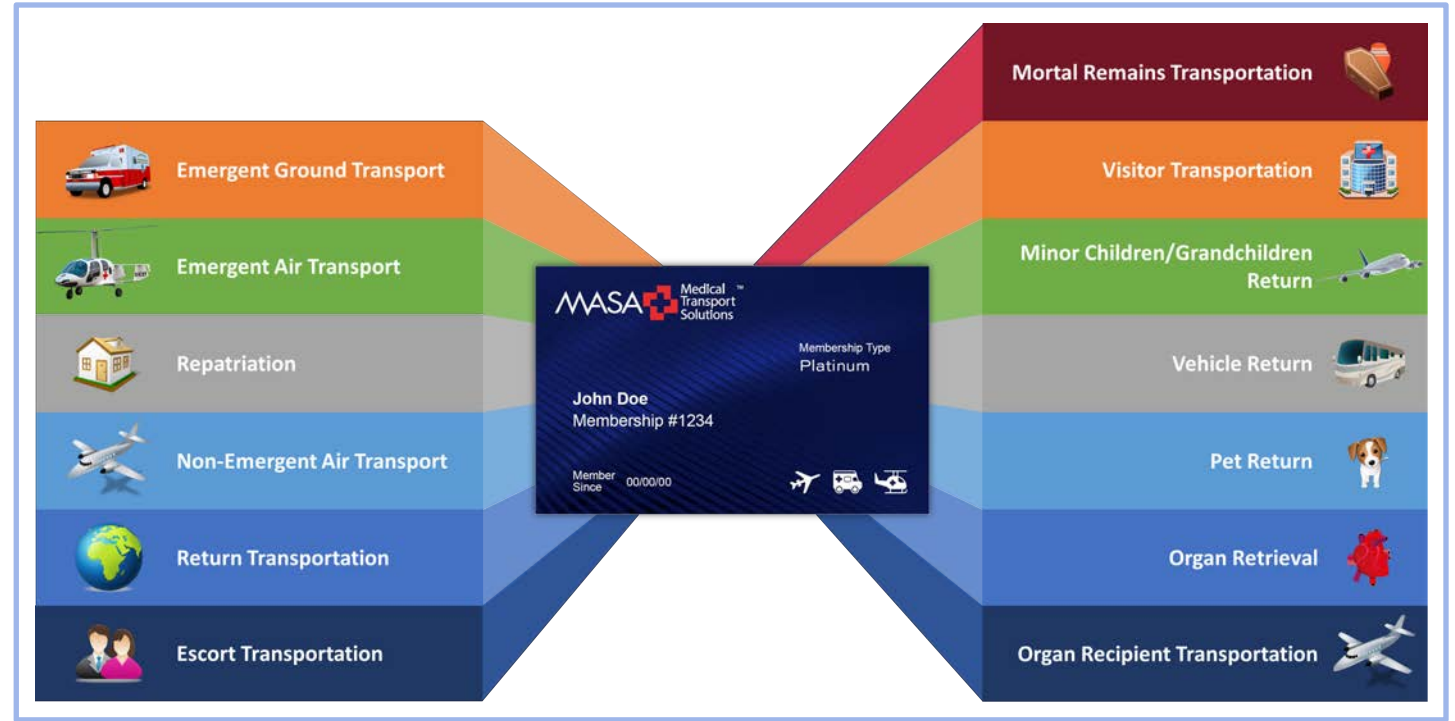 Emergent Ground Transport
Emergent Air Transport
Repatriation
Non-Emergent Air Transport
Return Transportation
Escort Transportation
MASA Medical ™
Transport
Solutions
Membership Type
Platinum
John Doe
Membership #1234
Member
Since 00/00/00
Mortal Remains Transportation
Visitor Transportation
Minor Children/Grandchildren
Return
Vehicle Return
Pet Return
Organ Retrieval
Organ Recipient Transportation